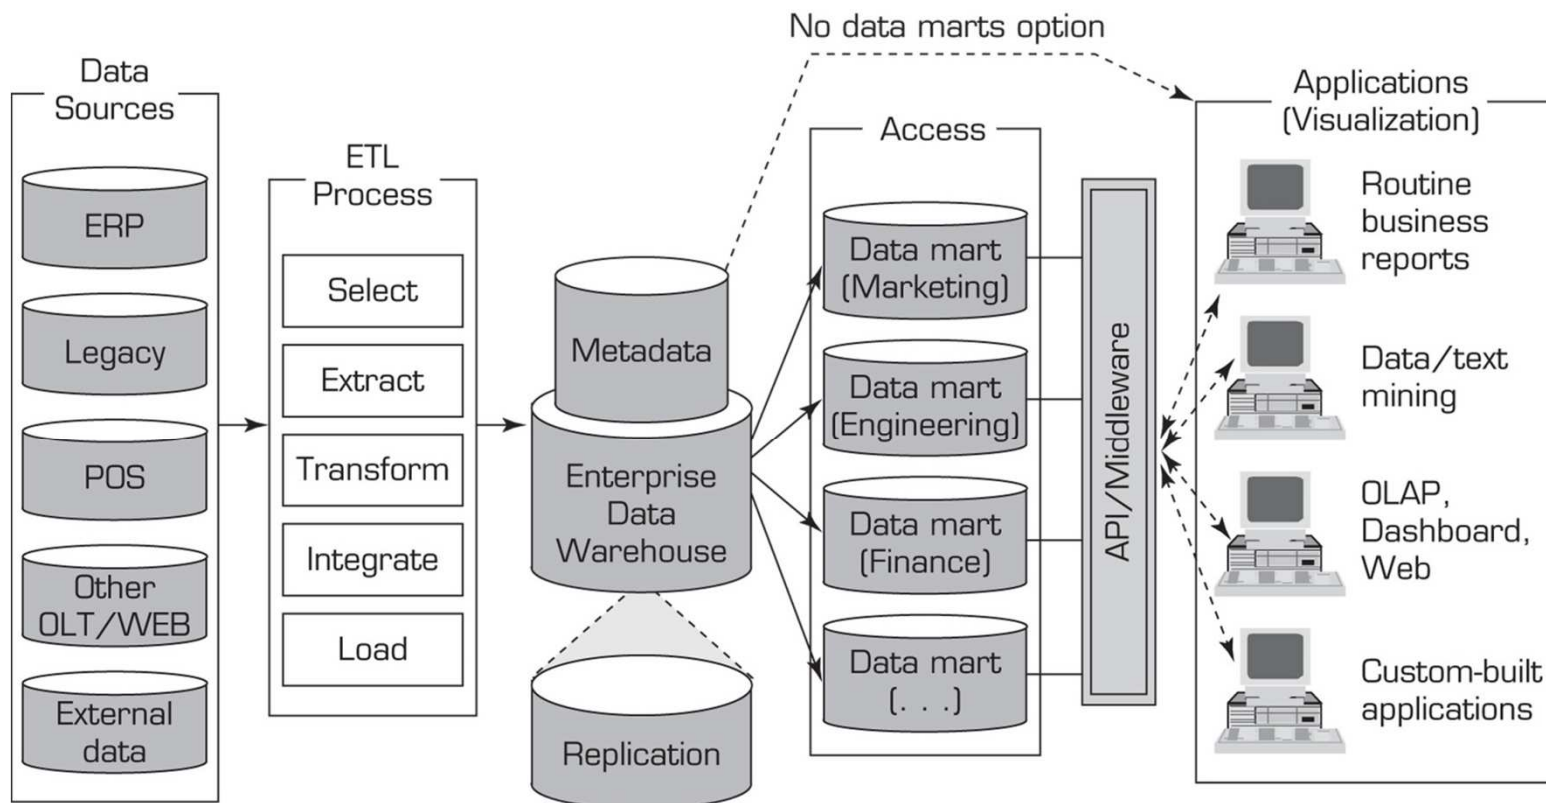 No data marts option
Data
Sources
ERP
Legacy
POS
Other
OLT/WEB
External
data
ETL
Process
Select
Extract
Transform
Integrate
Load
Metadata
Enterprise
Data
Warehouse
Replication
Access
Data mart
(Marketing)
Data mart
(Engineering)
Data mart
(Finance)
Data mart
(. . .)
API/Middleware
Applications
(Visualization)
Routine
business
reports
Data/text
mining
OLAP,
Dashboard,
Web
Custom-built
applications